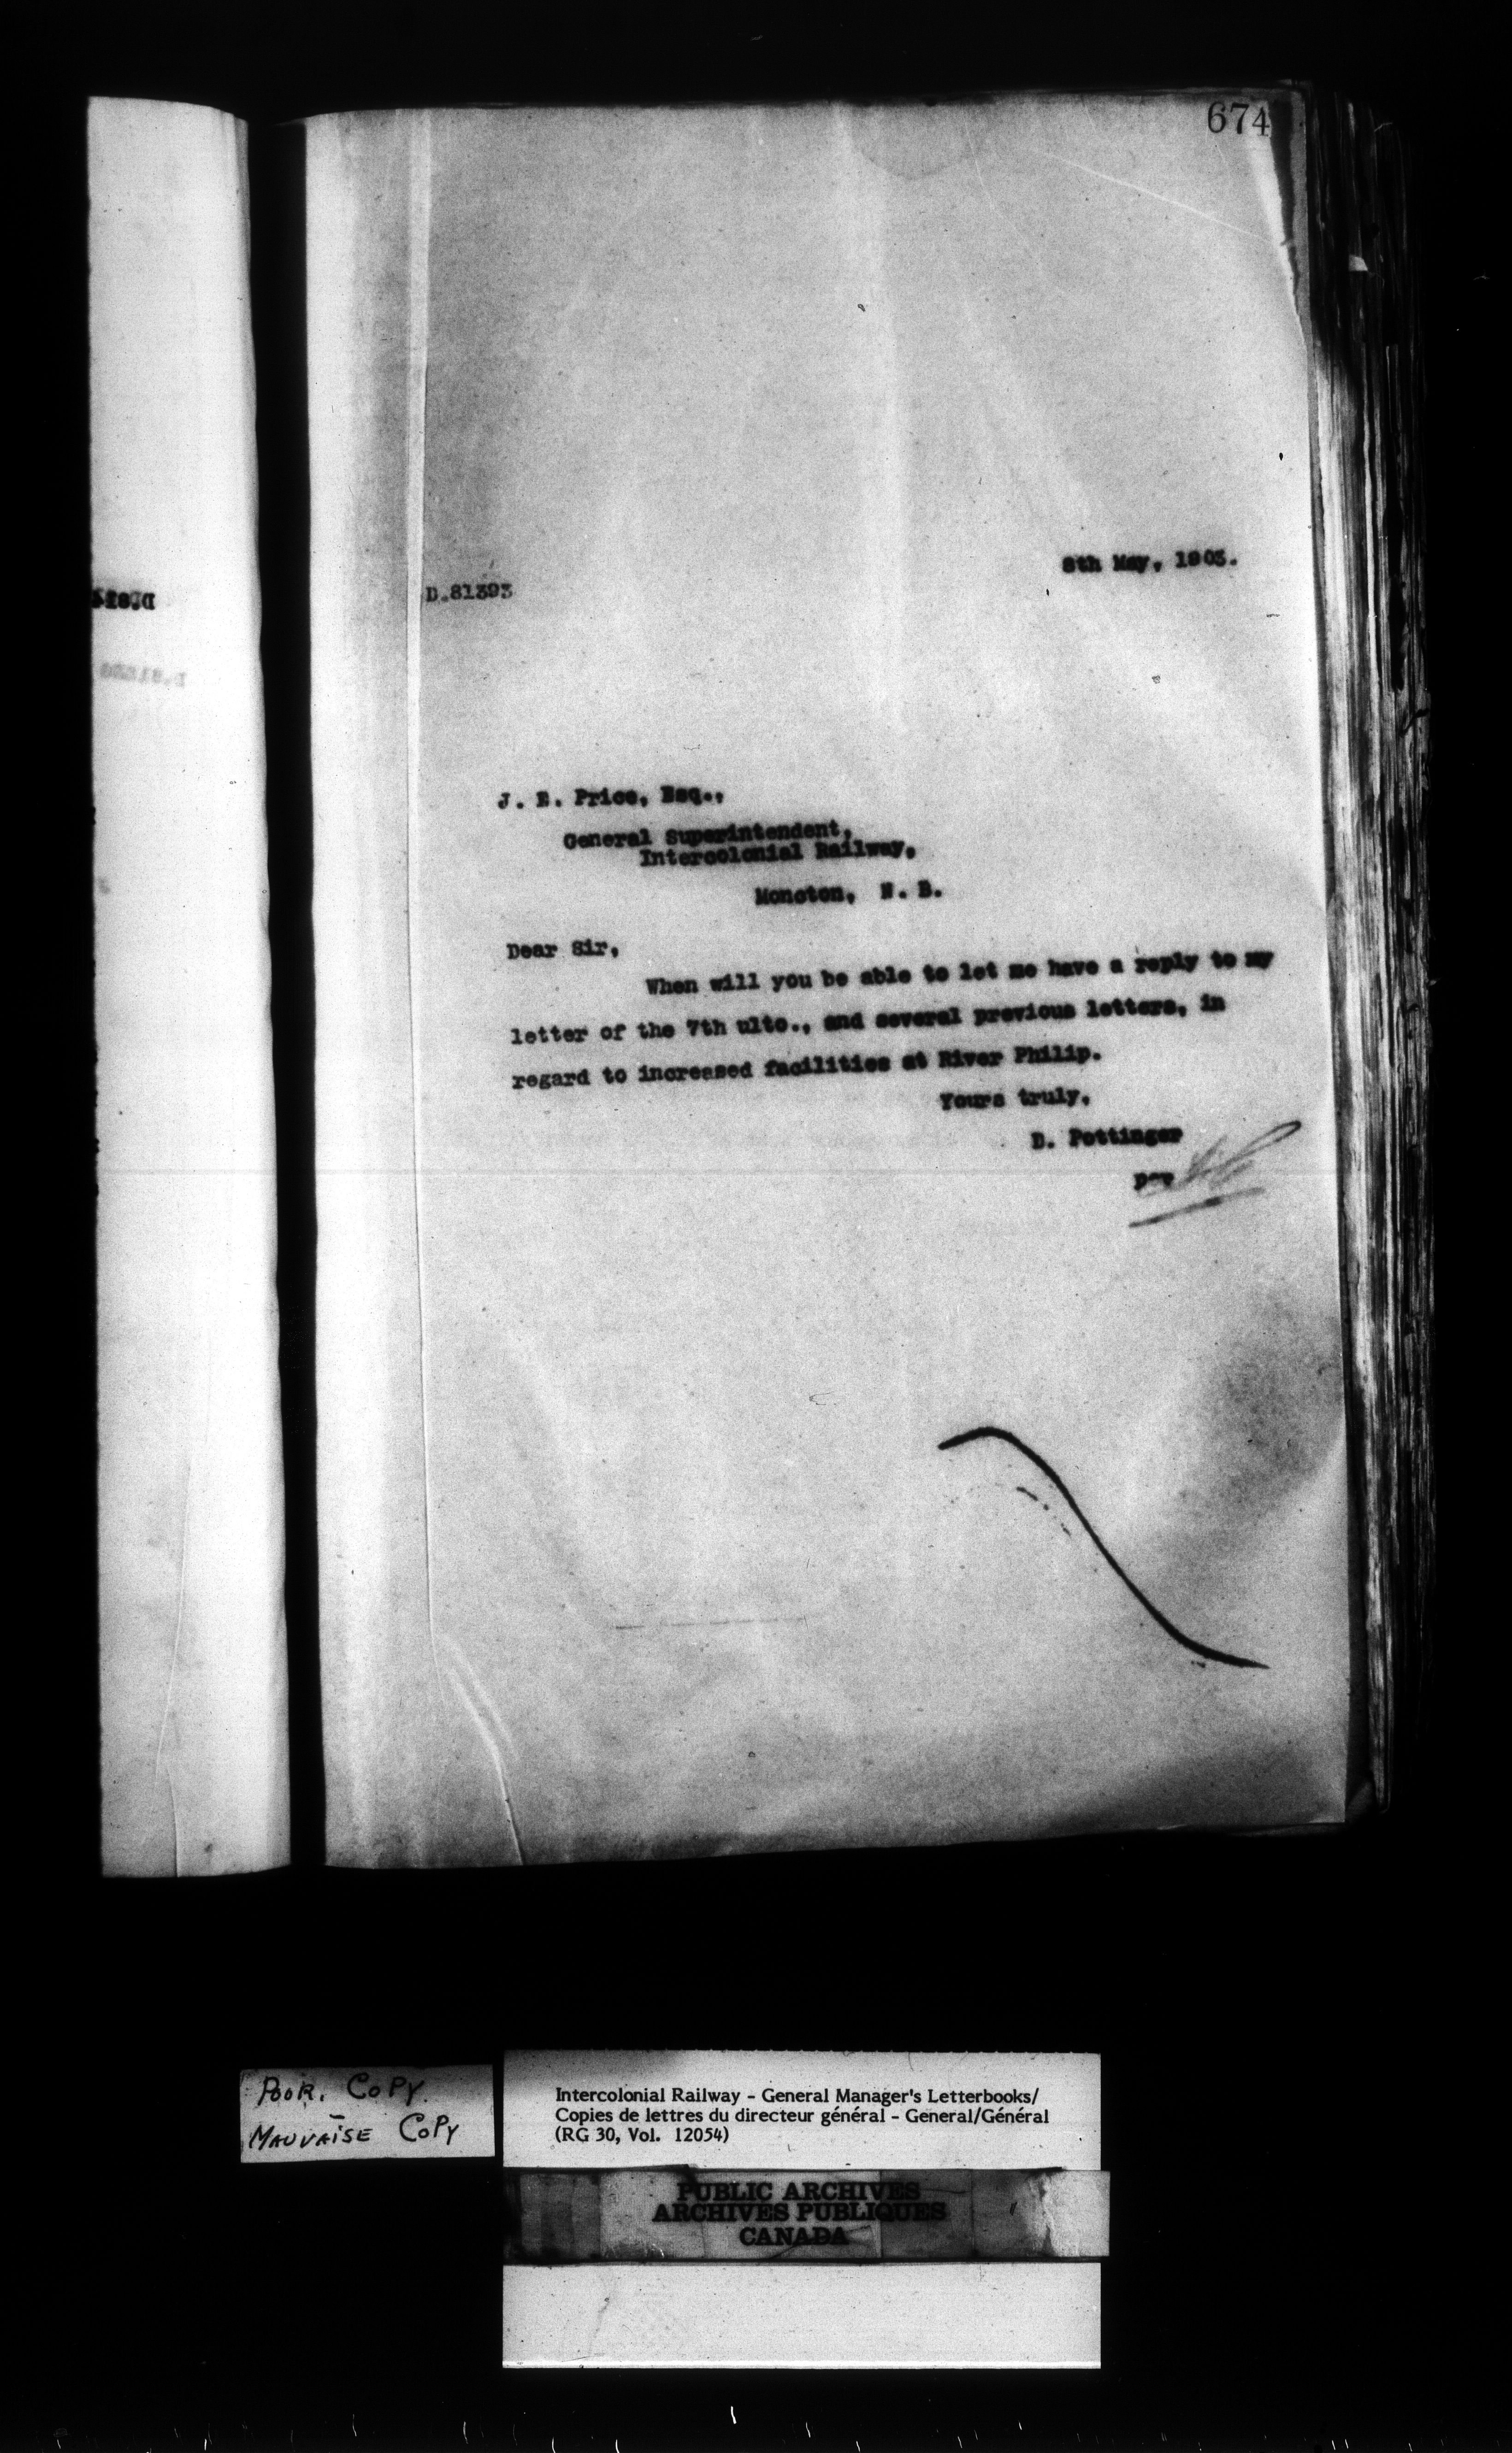 674
8th May, 1903.
D.81393
J. E. Price, Esq.,
General Superintendent,
Intercolonial Railway,
Moncton, N. B.
Dear Sir,
When will you be able to let me have a reply to my
letter of the 7th ulto., and several previous letters, in
regard to increased facilities at River Philip.
Yours truly,
D. Pottinger
per
POOR. COPY.
MAUVAISE COPY
Intercolonial Railway - General Manager's Letterbooks/
Copies de lettres du directeur général - General/Général
(RG 30, Vol. 12054)
PUBLIC ARCHIVES
ARCHIVES PUBLIQUES
CANADA